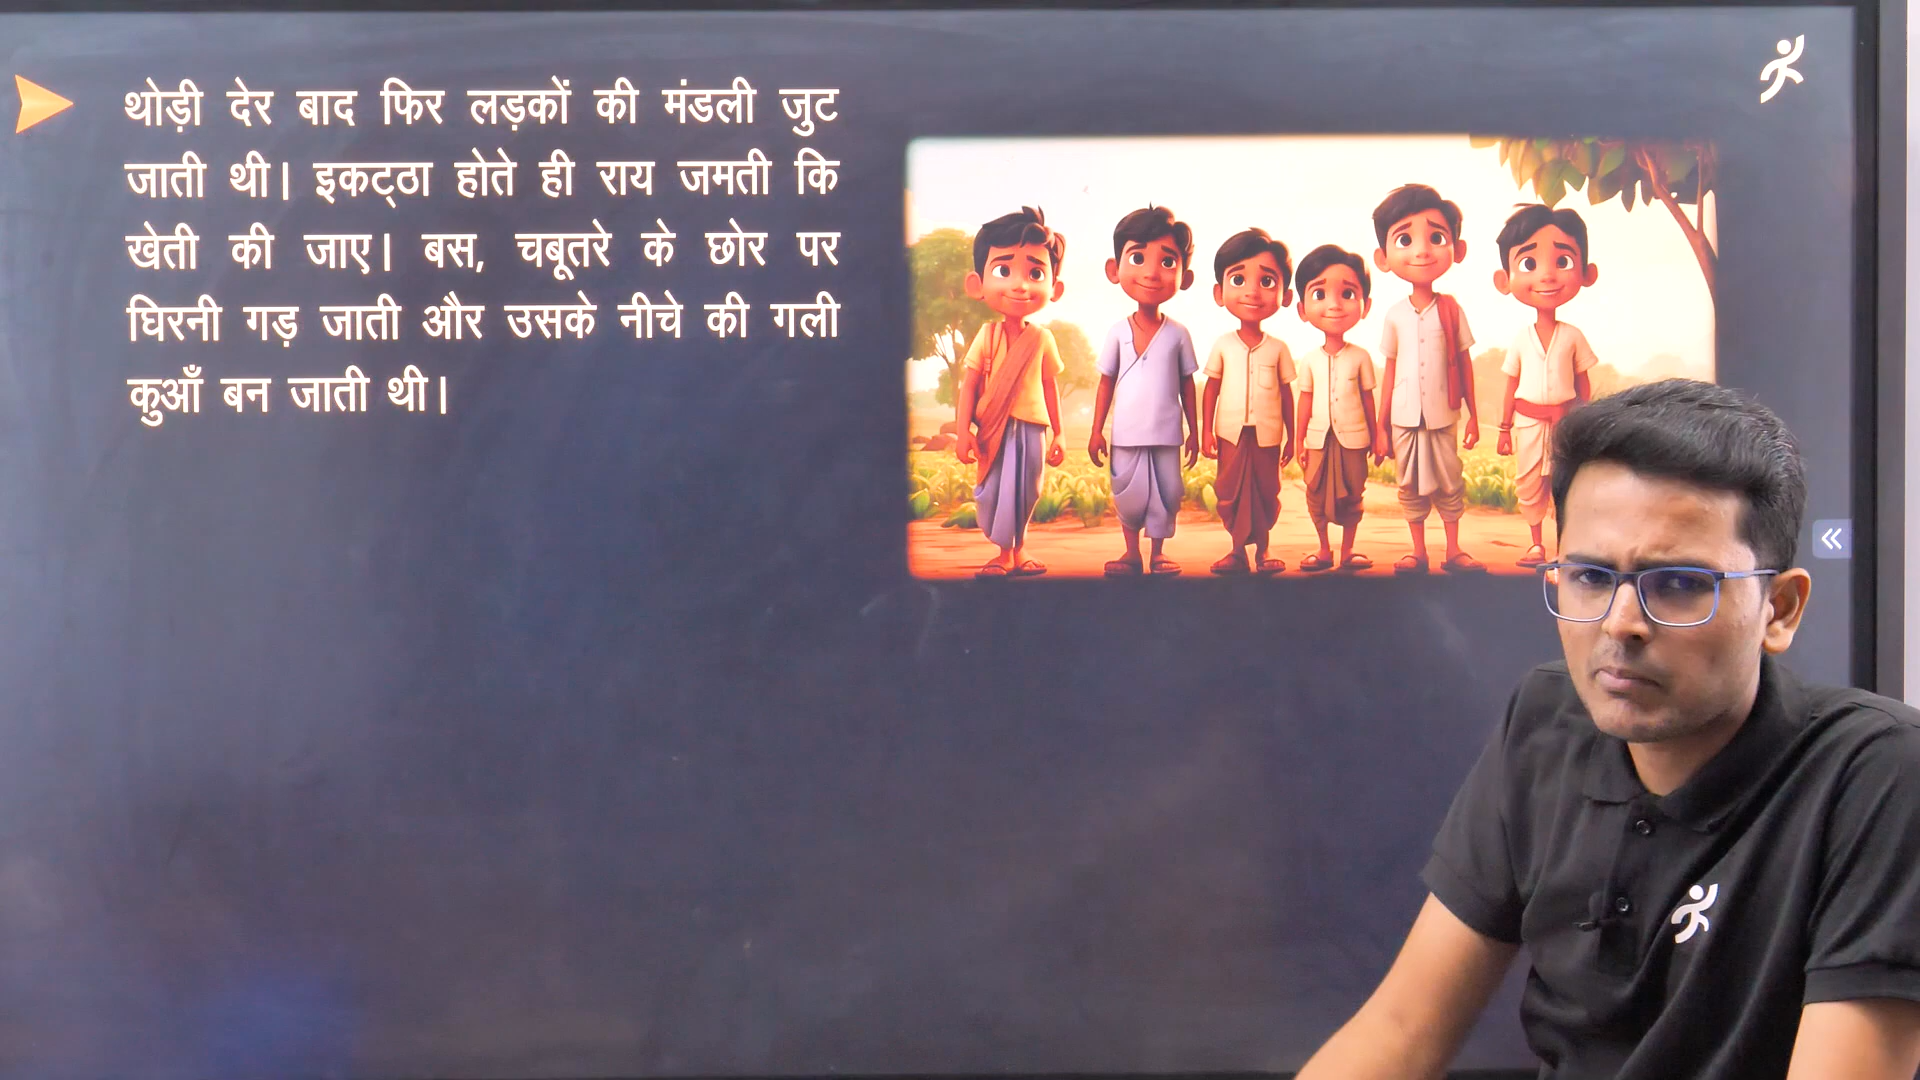 थोड़ी देर बाद फिर लड़कों की मंडली जुट
जाती थी। इकट्ठा होते ही राय जमती कि
खेती की जाए। बस, चबूतरे के छोर पर
घिरनी गड़ जाती और उसके नीचे की गली
कुआँ बन जाती थी।